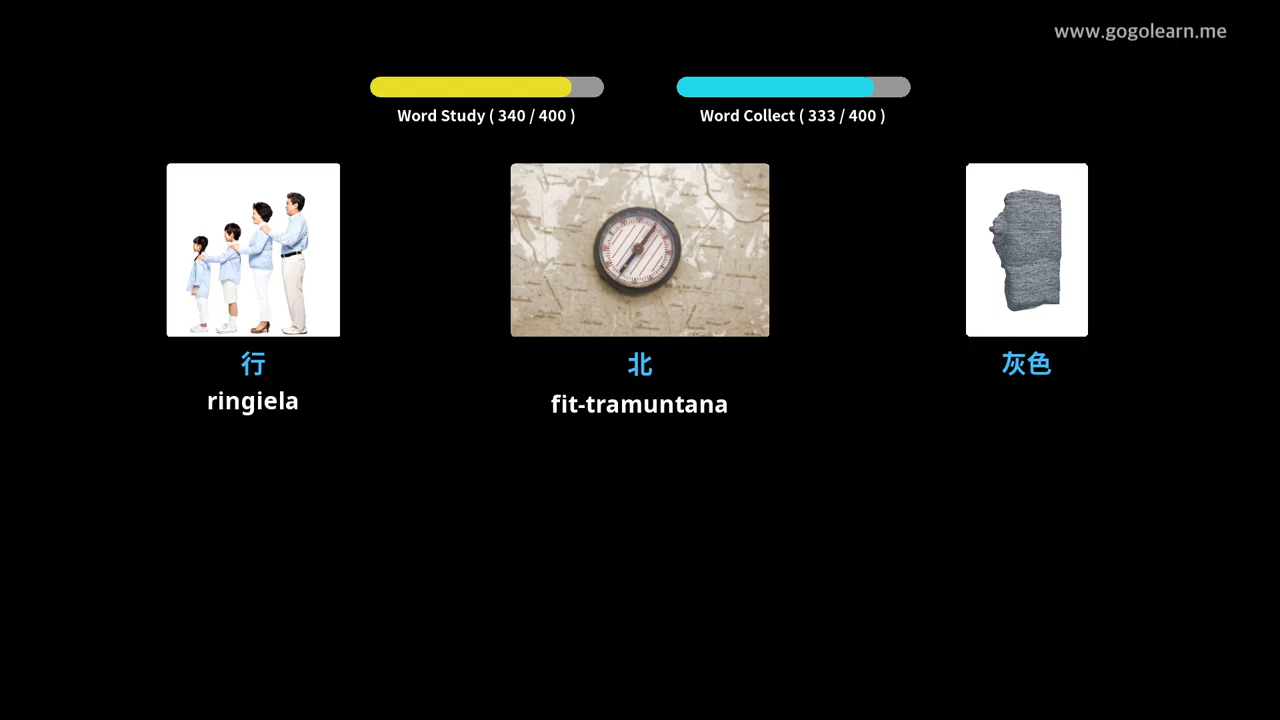 www.gogolearn.me
Word Study ( 340 / 400 )
Word Collect ( 333 / 400 )
行
北
灰色
ringiela
fit-tramuntana